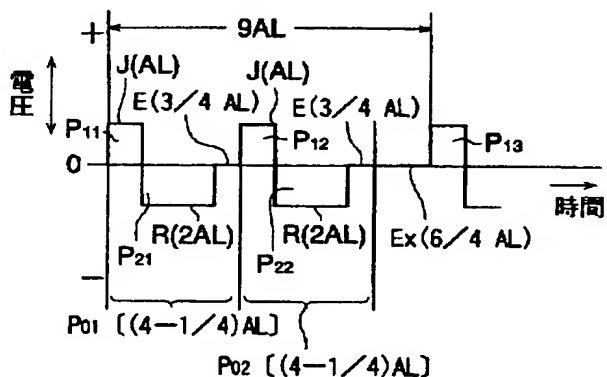 +
9AL
電圧
J(AL)
J(AL)
E(3/4 AL)
E(3/4 AL)
P11
P12
P13
0
時間
R(2AL)
R(2AL)
Ex(6/4 AL)
P21
P22
−
P01 [(4−1/4)AL]
P02 [(4−1/4)AL]